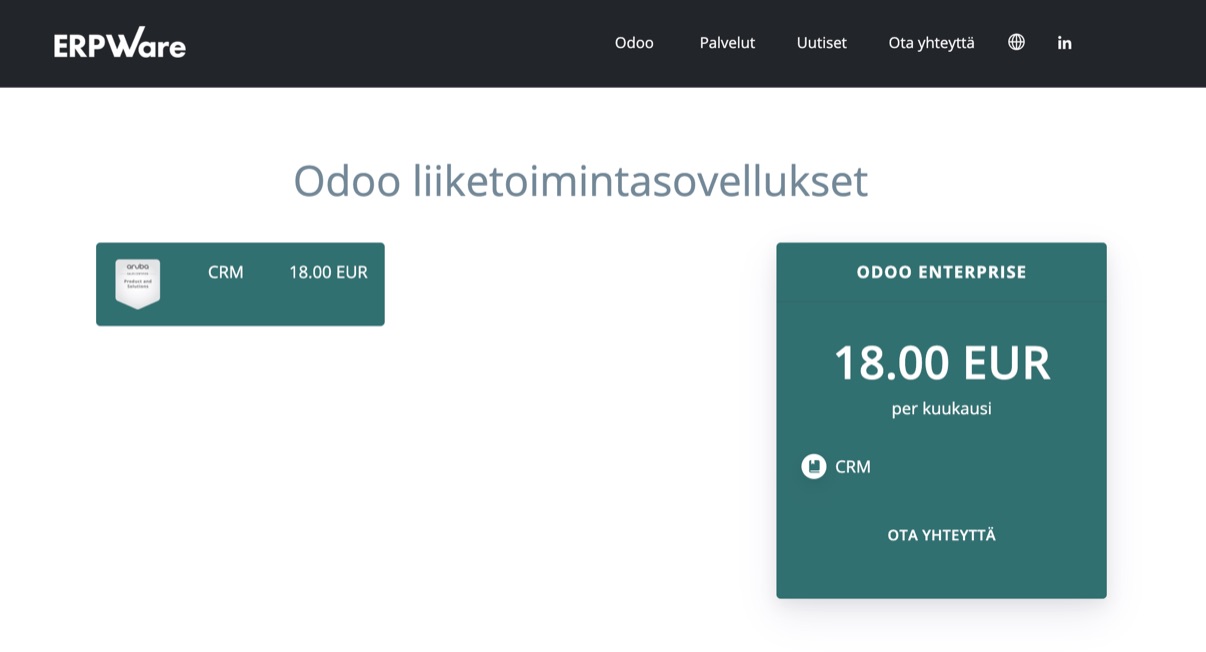 ERPWare
Odoo Palvelut Uutiset Ota yhteyttä in
Odoo liiketoimintasovellukset
aruba
Product and
Solutions
CRM 18.00 EUR
ODOO ENTERPRISE
18.00 EUR
per kuukausi
CRM
OTA YHTEYTTÄ